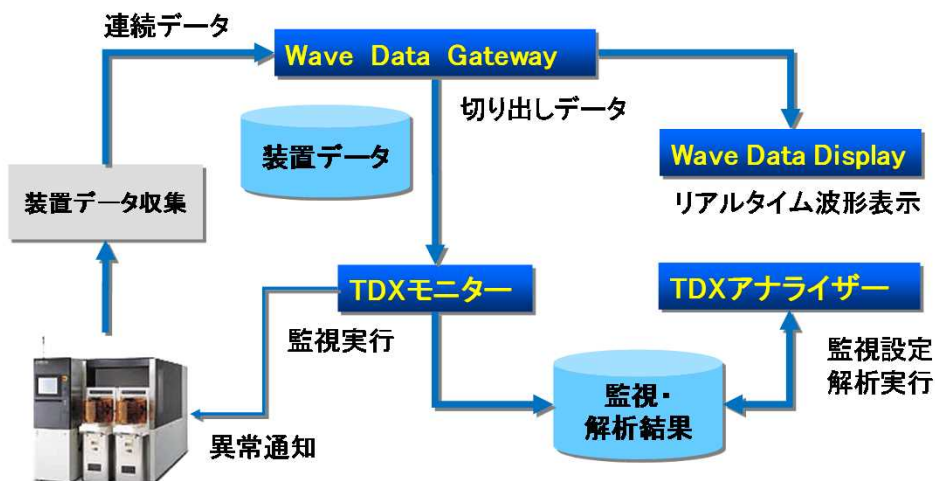 連続データ
Wave Data Gateway
切り出しデータ
装置データ
Wave Data Display
リアルタイム波形表示
装置データ収集
TDXモニター
TDXアナライザー
監視実行
監視設定
解析実行
監視・
解析結果
異常通知